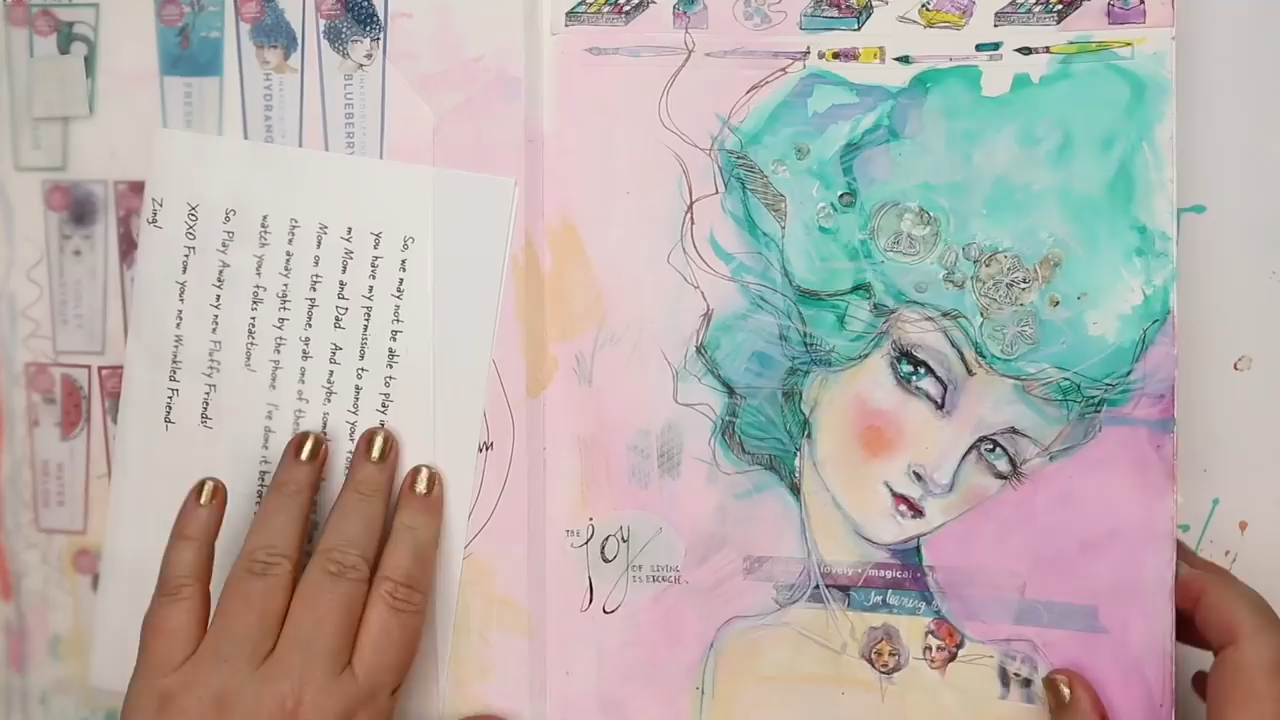 FRESH
HYDRANG
BLUEBERRY
WATER
MELON
So, we may not be able to play
you have my permission to annoy your
my Mom and Dad. And maybe,
Mom on the phone, grab one of these
chew away right by the phone I've done it before
watch your folks reactions!
So, Play Away my new Fluffy Friends!
XOXO From your new Wrinkled Friend—
Zing!
THE joy OF LIVING
IS ENOUGH.
lovely • magical •
I'm learning